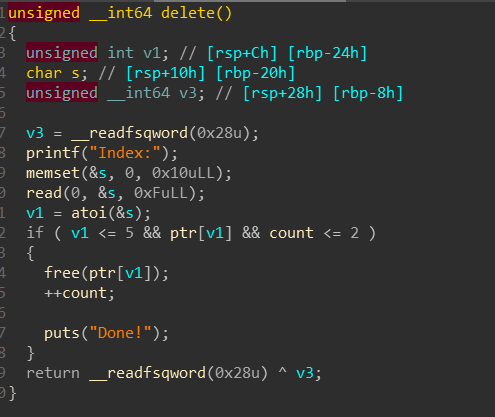 1 unsigned __int64 delete()
2 {
3   unsigned int v1; // [rsp+Ch] [rbp-24h]
4   char s; // [rsp+10h] [rbp-20h]
5   unsigned __int64 v3; // [rsp+28h] [rbp-8h]
6
7   v3 = __readfsqword(0x28u);
8   printf("Index:");
9   memset(&s, 0, 0x10uLL);
0   read(0, &s, 0xFuLL);
1   v1 = atoi(&s);
2   if ( v1 <= 5 && ptr[v1] && count <= 2 )
3   {
4     free(ptr[v1]);
5     ++count;
6
7     puts("Done!");
8   }
9   return __readfsqword(0x28u) ^ v3;
0 }